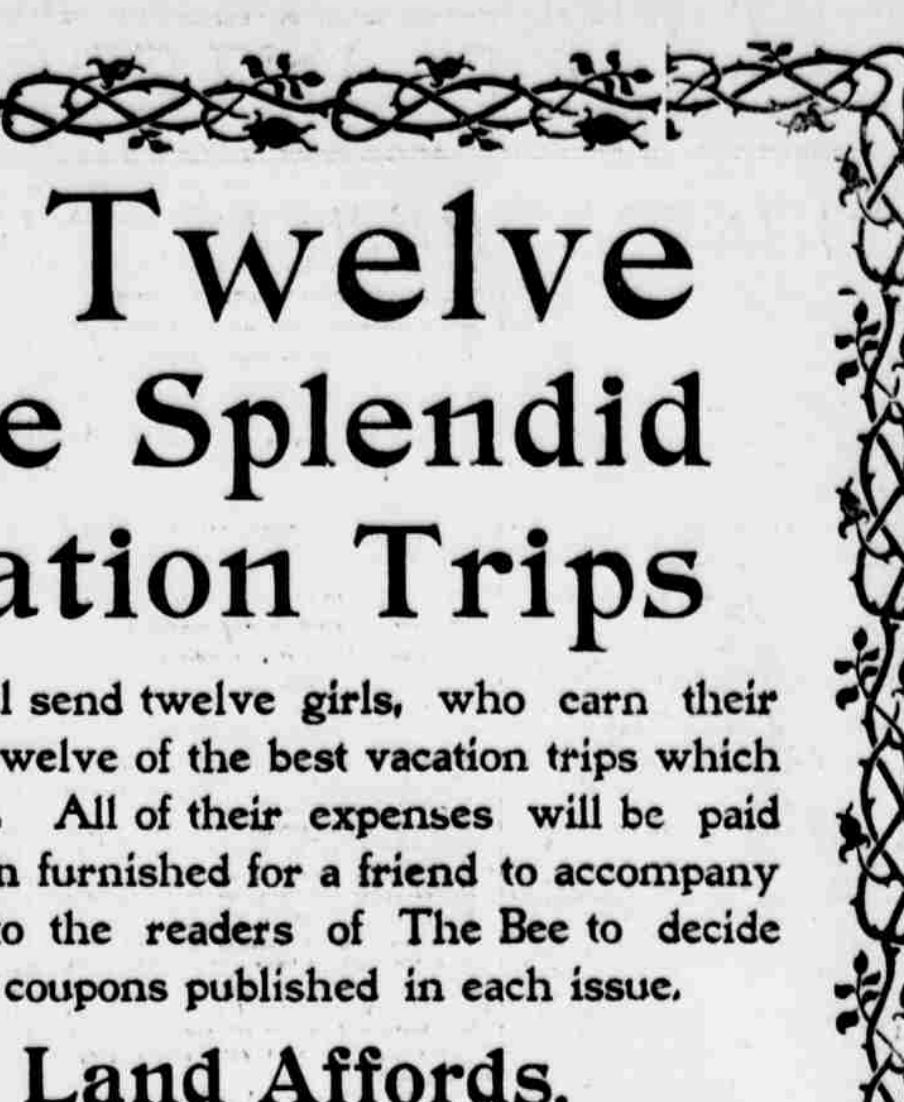 Twelve
e Splendid
ation Trips
l send twelve girls, who earn their
welve of the best vacation trips which
All of their expenses will be paid
n furnished for a friend to accompany
to the readers of The Bee to decide
coupons published in each issue.
Land Affords.